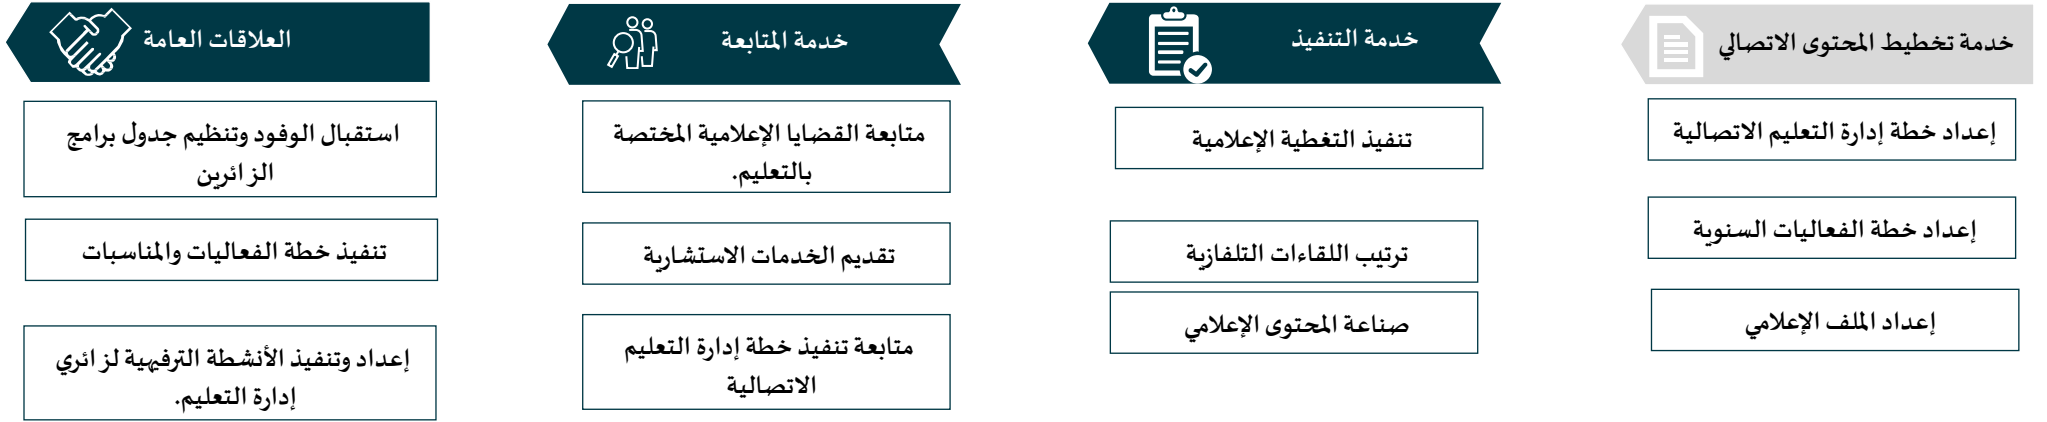 خدمة تخطيط المحتوى الاتصالي
إعداد خطة إدارة التعليم الاتصالية
إعداد خطة الفعاليات السنوية
إعداد الملف الإعلامي
خدمة التنفيذ
تنفيذ التغطية الإعلامية
ترتيب اللقاءات التلفازية
صناعة المحتوى الإعلامي
خدمة المتابعة
متابعة القضايا الإعلامية المختصة
بالتعليم.
تقديم الخدمات الاستشارية
متابعة تنفيذ خطة إدارة التعليم
الاتصالية
العلاقات العامة
استقبال الوفود وتنظيم جدول برامج
الزائرين
تنفيذ خطة الفعاليات والمناسبات
إعداد وتنفيذ الأنشطة الترفيهية لزائري
إدارة التعليم.